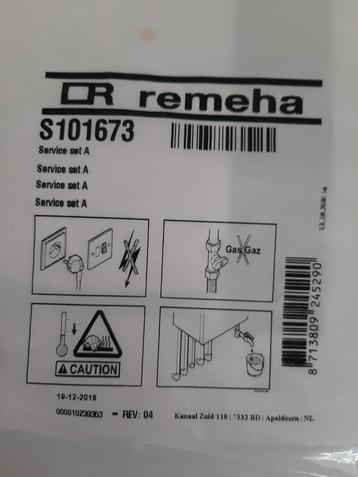 remeha
S101673
Service set A
Service set A
Service set A
Service set A
Gas Gaz
CAUTION
19-12-2018
000010239363 - REV: 04
Kanaal Zuid 110 | 7332 BD | Apeldoorn | NL
8 713809 245290